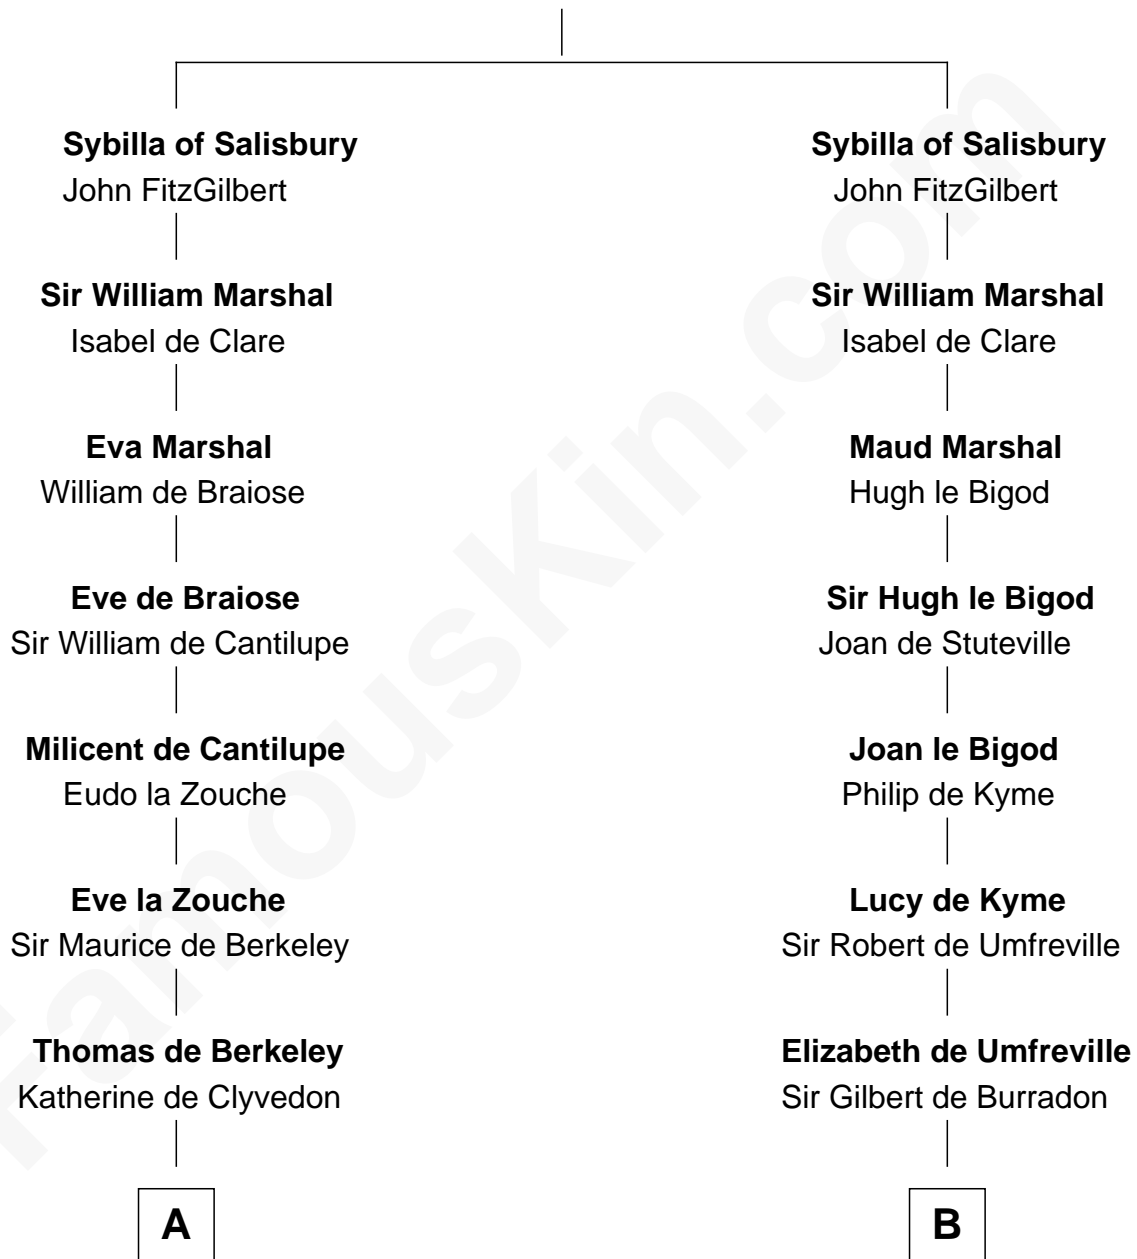 Sybilla of Salisbury
John FitzGilbert
Sir William Marshal
Isabel de Clare
Eva Marshal
William de Braiose
Eve de Braiose
Sir William de Cantilupe
Milicent de Cantilupe
Eudo la Zouche
Eve la Zouche
Sir Maurice de Berkeley
Thomas de Berkeley
Katherine de Clyvedon
A
Sybilla of Salisbury
John FitzGilbert
Sir William Marshal
Isabel de Clare
Maud Marshal
Hugh le Bigod
Sir Hugh le Bigod
Joan de Stuteville
Joan le Bigod
Philip de Kyme
Lucy de Kyme
Sir Robert de Umfreville
Elizabeth de Umfreville
Sir Gilbert de Burradon
B
FamousKin.com